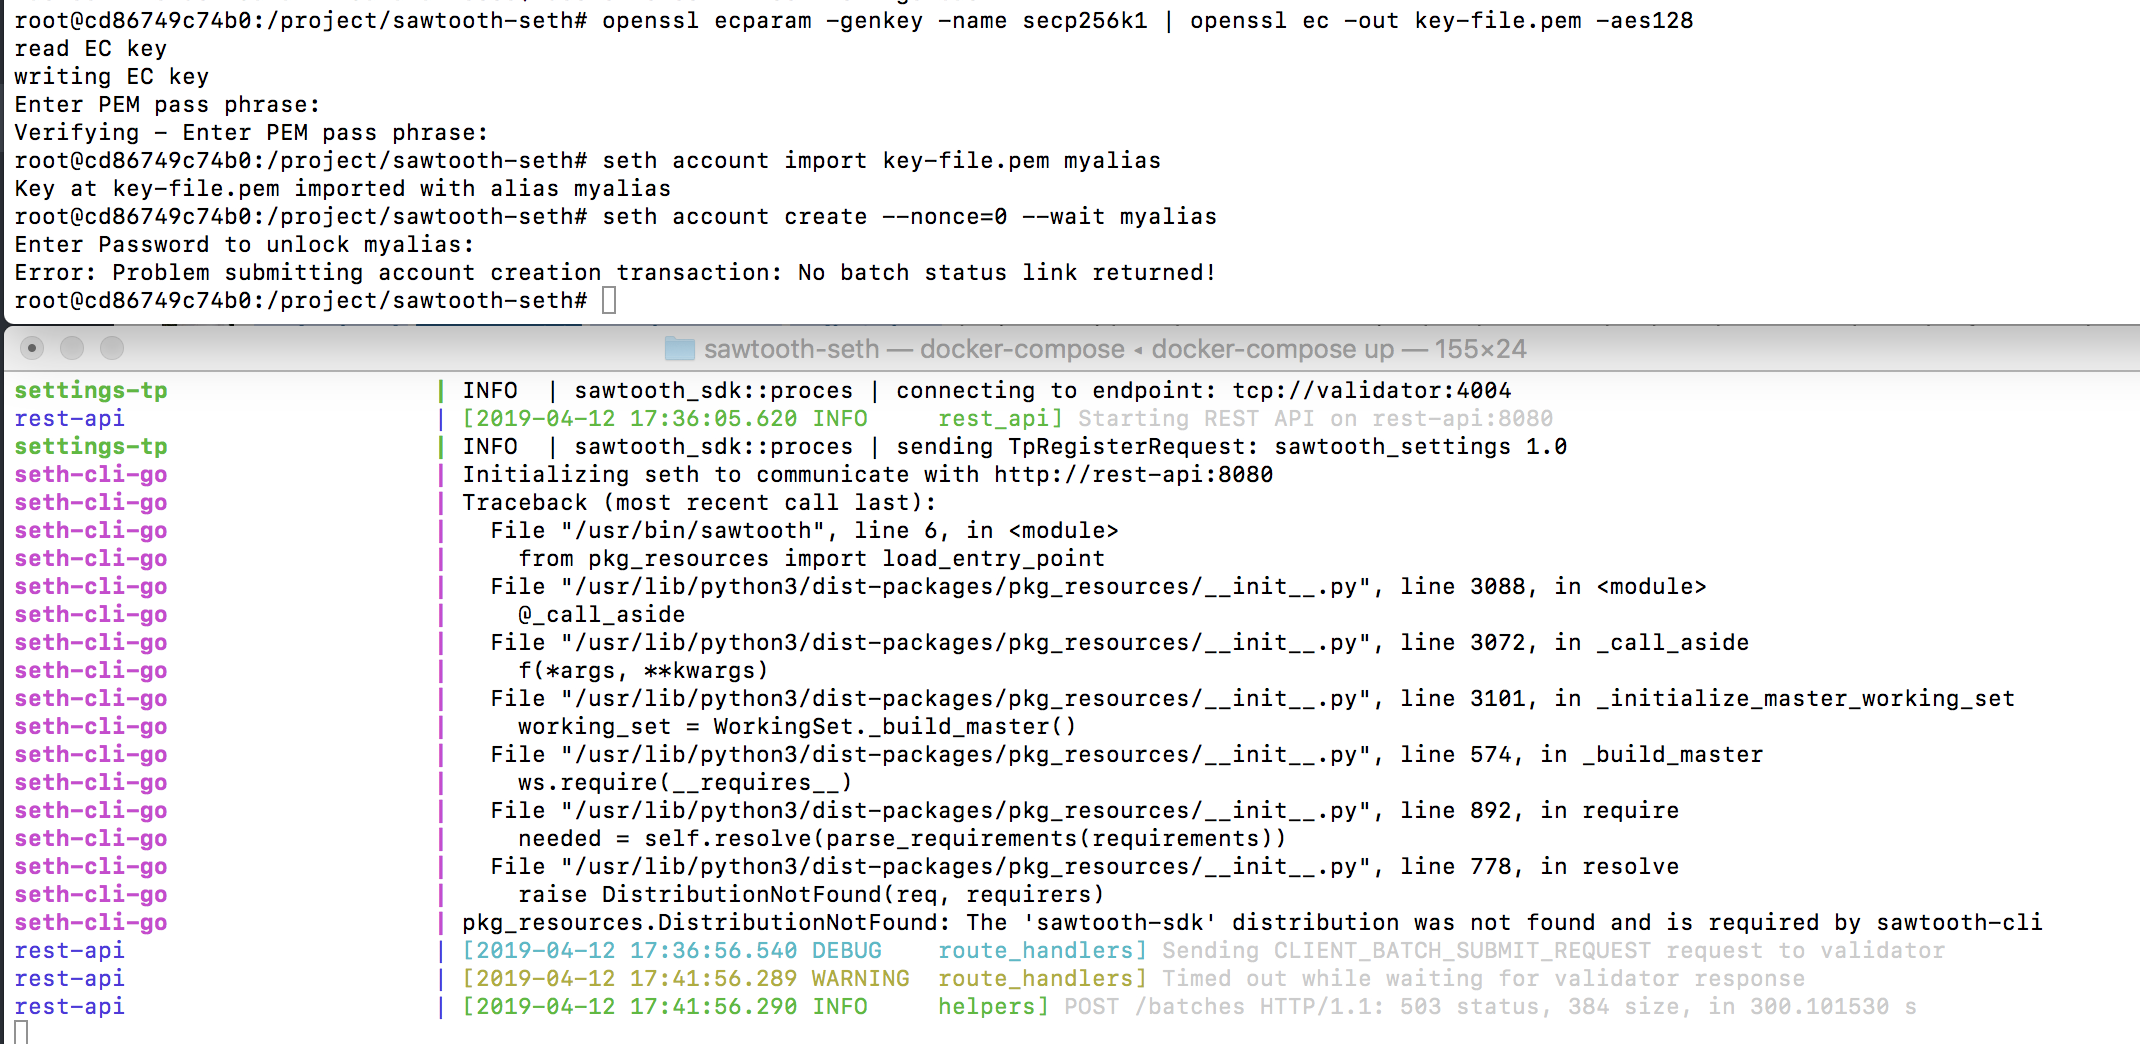 root@cd86749c74b0:/project/sawtooth-seth# openssl ecparam -genkey -name secp256k1 | openssl ec -out key-file.pem -aes128
read EC key
writing EC key
Enter PEM pass phrase:
Verifying - Enter PEM pass phrase:
root@cd86749c74b0:/project/sawtooth-seth# seth account import key-file.pem myalias
Key at key-file.pem imported with alias myalias
root@cd86749c74b0:/project/sawtooth-seth# seth account create --nonce=0 --wait myalias
Enter Password to unlock myalias:
Error: Problem submitting account creation transaction: No batch status link returned!
root@cd86749c74b0:/project/sawtooth-seth#
sawtooth-seth — docker-compose ◂ docker-compose up — 155×24
settings-tp | INFO | sawtooth_sdk::proces | connecting to endpoint: tcp://validator:4004
rest-api | [2019-04-12 17:36:05.620 INFO rest_api] Starting REST API on rest-api:8080
settings-tp | INFO | sawtooth_sdk::proces | sending TpRegisterRequest: sawtooth_settings 1.0
seth-cli-go | Initializing seth to communicate with http://rest-api:8080
seth-cli-go | Traceback (most recent call last):
seth-cli-go | File "/usr/bin/sawtooth", line 6, in <module>
seth-cli-go | from pkg_resources import load_entry_point
seth-cli-go | File "/usr/lib/python3/dist-packages/pkg_resources/__init__.py", line 3088, in <module>
seth-cli-go | @_call_aside
seth-cli-go | File "/usr/lib/python3/dist-packages/pkg_resources/__init__.py", line 3072, in _call_aside
seth-cli-go | f(*args, **kwargs)
seth-cli-go | File "/usr/lib/python3/dist-packages/pkg_resources/__init__.py", line 3101, in _initialize_master_working_set
seth-cli-go | working_set = WorkingSet._build_master()
seth-cli-go | File "/usr/lib/python3/dist-packages/pkg_resources/__init__.py", line 574, in _build_master
seth-cli-go | ws.require(__requires__)
seth-cli-go | File "/usr/lib/python3/dist-packages/pkg_resources/__init__.py", line 892, in require
seth-cli-go | needed = self.resolve(parse_requirements(requirements))
seth-cli-go | File "/usr/lib/python3/dist-packages/pkg_resources/__init__.py", line 778, in resolve
seth-cli-go | raise DistributionNotFound(req, requirers)
seth-cli-go | pkg_resources.DistributionNotFound: The 'sawtooth-sdk' distribution was not found and is required by sawtooth-cli
rest-api | [2019-04-12 17:36:56.540 DEBUG route_handlers] Sending CLIENT_BATCH_SUBMIT_REQUEST request to validator
rest-api | [2019-04-12 17:41:56.289 WARNING route_handlers] Timed out while waiting for validator response
rest-api | [2019-04-12 17:41:56.290 INFO helpers] POST /batches HTTP/1.1: 503 status, 384 size, in 300.101530 s